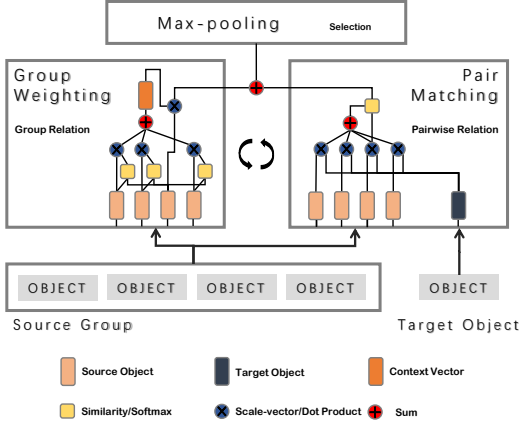 Max-pooling Selection
Group
Weighting
Group Relation
Pair
Matching
Pairwise Relation
OBJECT OBJECT OBJECT OBJECT OBJECT
Source Group Target Object
Source Object Target Object Context Vector
Similarity/Softmax Scale-vector/Dot Product Sum